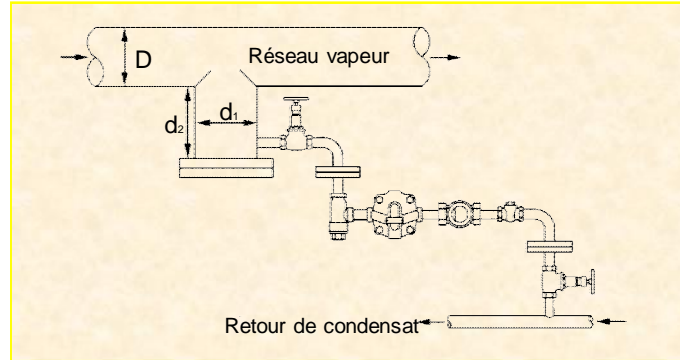 D
Réseau vapeur
d₂
d₁
Retour de condensat